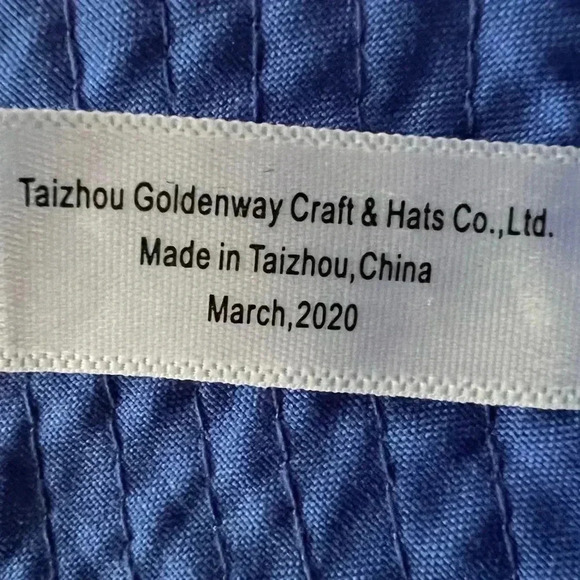 Taizhou Goldenway Craft & Hats Co.,Ltd.
Made in Taizhou,China
March,2020